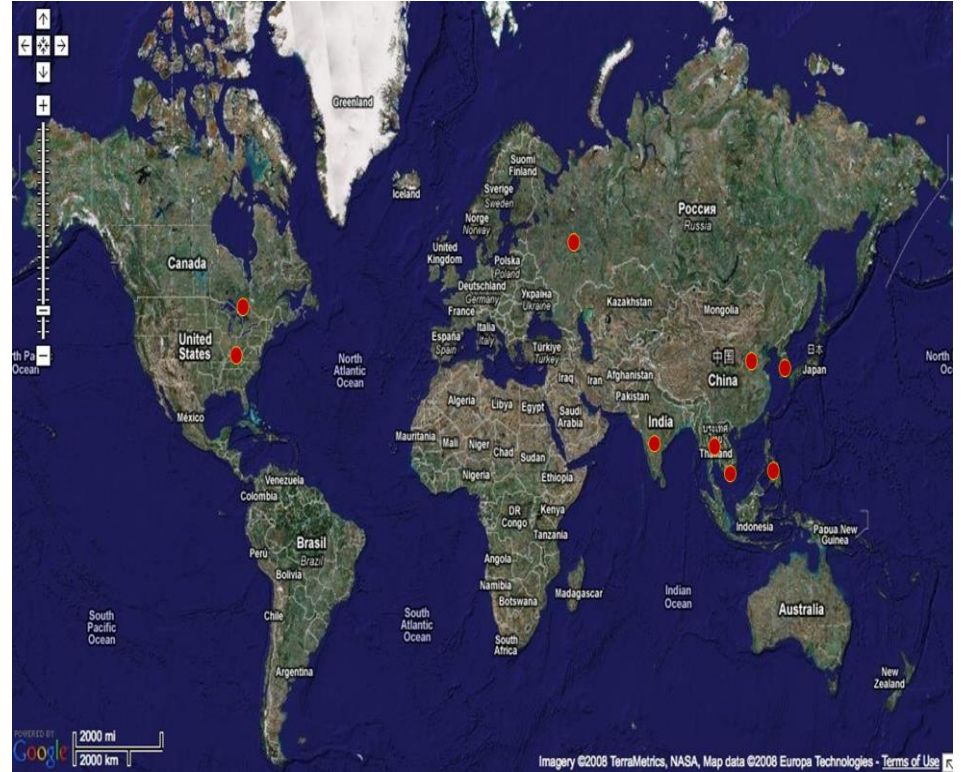 Greenland
Iceland
Suomi
Finland
Sverige
Sweden
Norge
Norway
Россия
Russia
United
Kingdom
Polska
Poland
Canada
Deutschland
Germany
Україна
Ukraine
France
Kazakhstan
Mongolia
Italia
Italy
España
Spain
Türkiye
Turkey
United
States
North
Atlantic
Ocean
North Pa
Ocean
中国
China
日本
Japan
North
Oc
Iraq
Iran
Afghanistan
Pakistan
México
Algeria
Libya
Egypt
Saudi
Arabia
India
Mauritania
Mali
Niger
Chad
Sudan
Thailand
Nigeria
Ethiopia
Venezuela
Colombia
DR
Congo
Kenya
Tanzania
Indonesia
Papua New
Guinea
Brasil
Brazil
Perú
Bolivia
Angola
Namibia
Botswana
Madagascar
Indian
Ocean
Australia
South
Pacific
Ocean
Chile
South
Atlantic
Ocean
South
Africa
Argentina
New
Zealand
POWERED BY
Google
2000 mi
2000 km
Imagery ©2008 TerraMetrics, NASA, Map data ©2008 Europa Technologies - Terms of Use